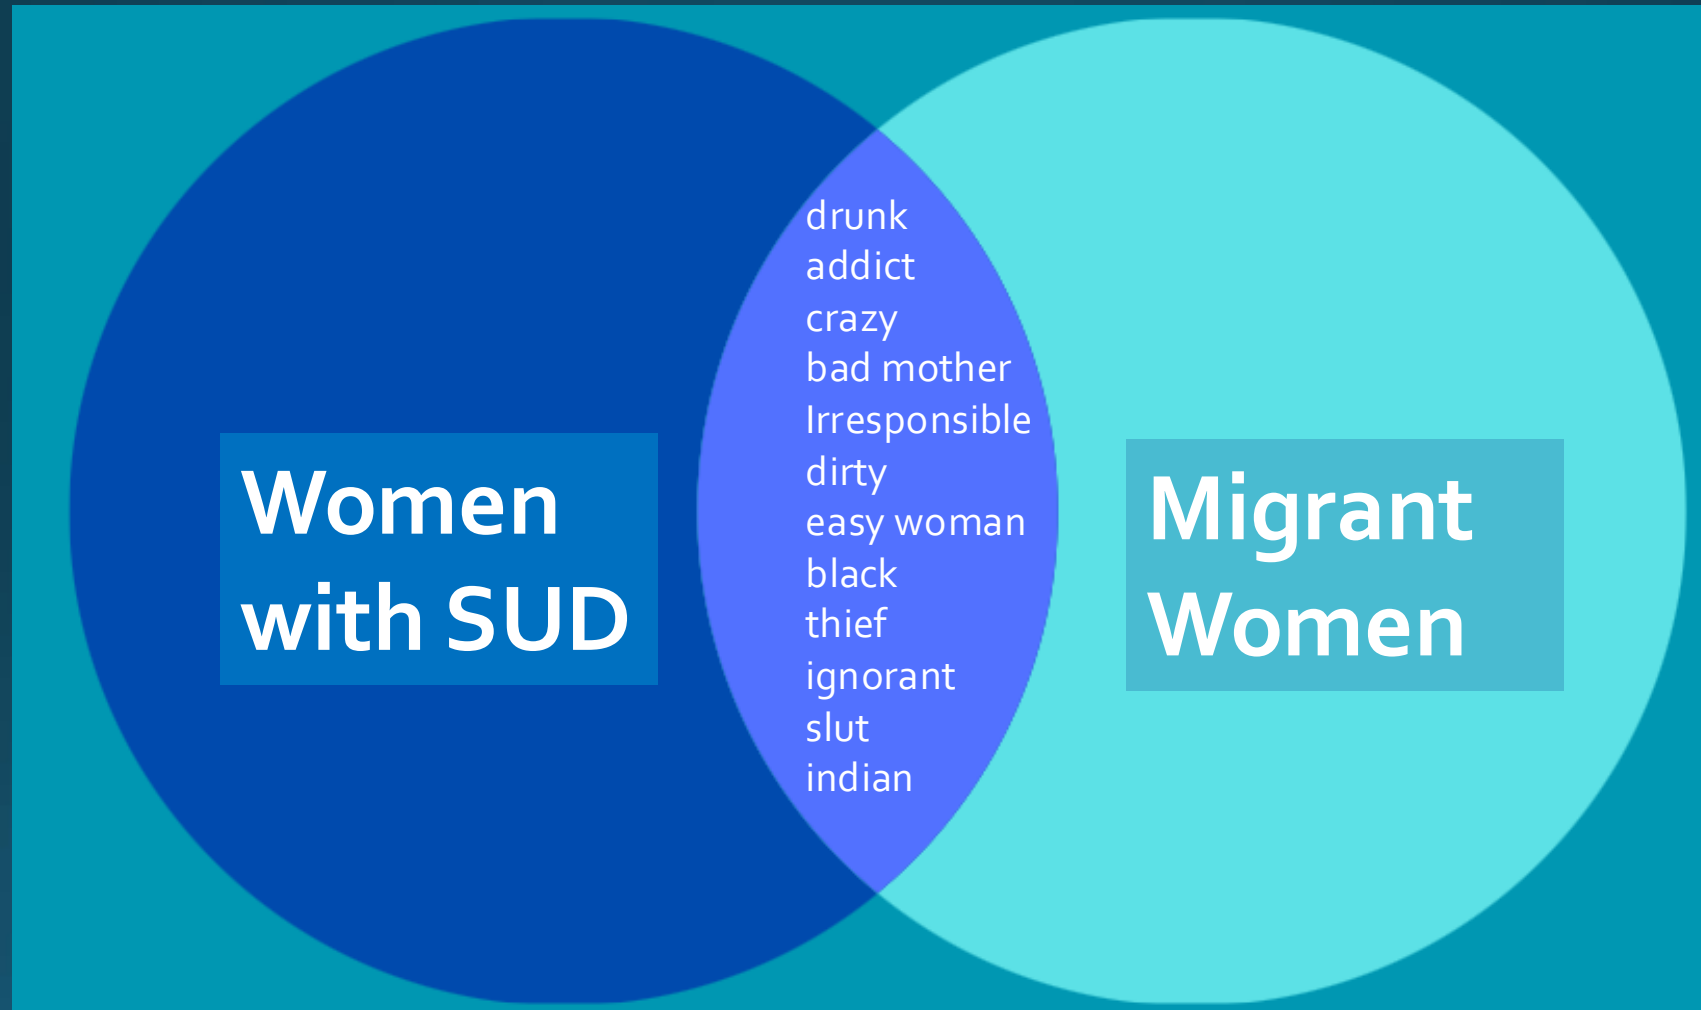 drunk
addict
crazy
bad mother
Irresponsible
dirty
easy woman
black
thief
ignorant
slut
indian
Women
with SUD
Migrant
Women